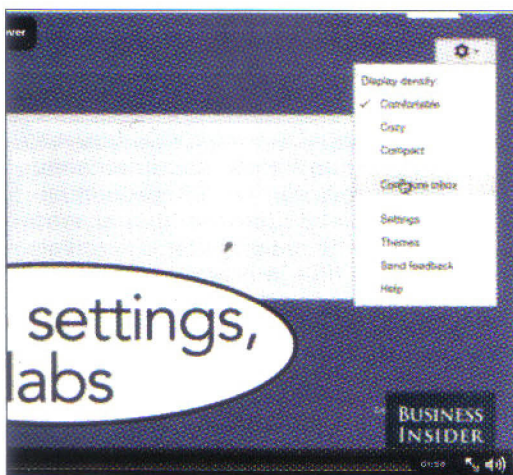 Display density:
✓ Comfortable
Cozy
Compact
Configure inbox
Settings
Themes
Send feedback
Help
settings,
labs
BUSINESS
INSIDER